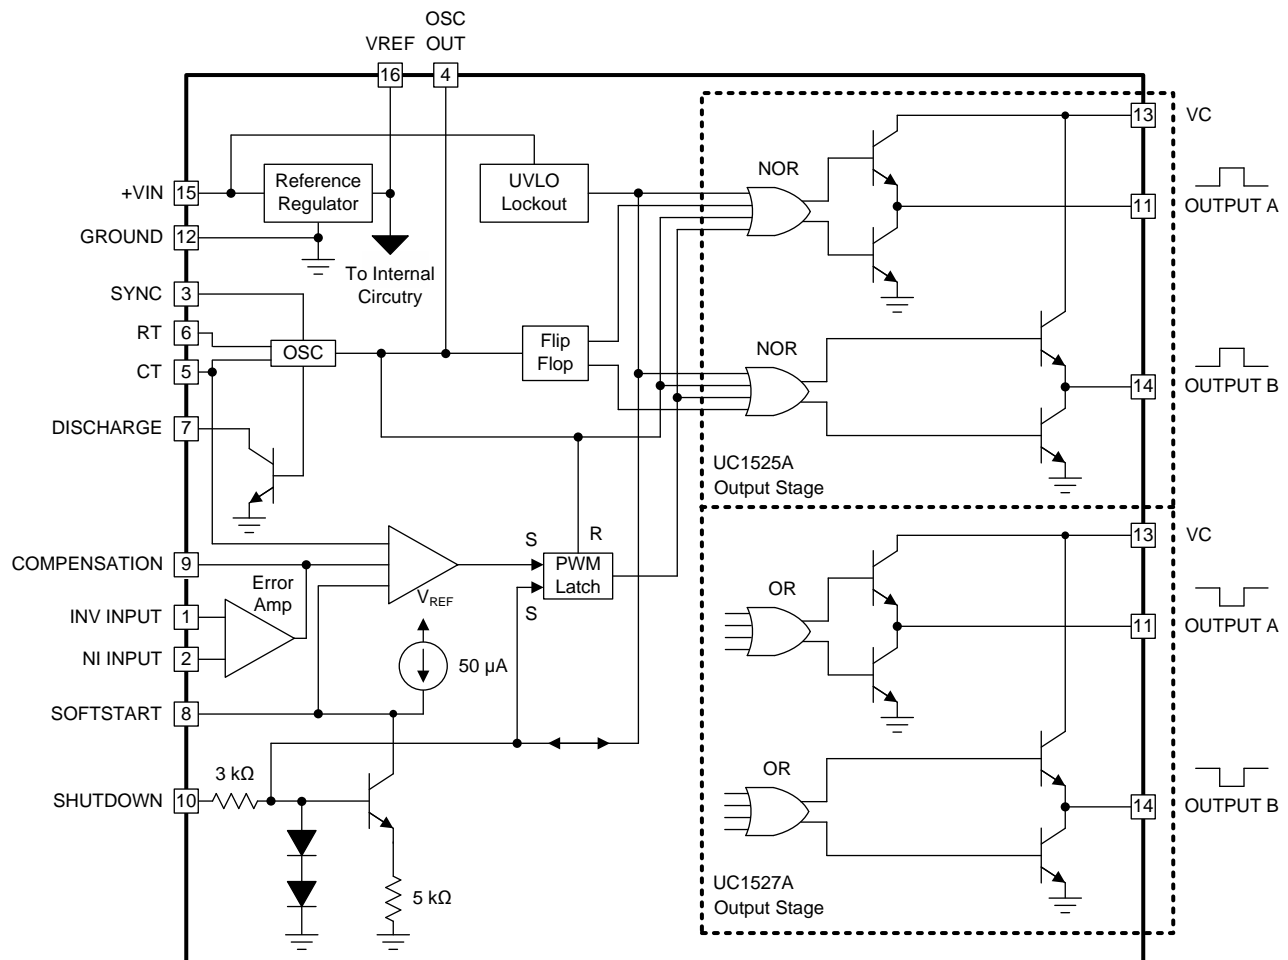 OSC
VREF OUT
16
4
13
VC
NOR
UVLO
Lockout
Reference
Regulator
+VIN
15
11
OUTPUT A
GROUND
12
To Internal
Circutry
SYNC
3
RT
6
OSC
Flip
Flop
NOR
CT
5
14
OUTPUT B
DISCHARGE
7
UC1525A
Output Stage
COMPENSATION
9
S
R
PWM
Latch
S
VREF
13
VC
Error
Amp
OR
INV INPUT
1
11
OUTPUT A
NI INPUT
2
50 µA
SOFTSTART
8
3 kΩ
OR
SHUTDOWN
10
14
OUTPUT B
5 kΩ
UC1527A
Output Stage